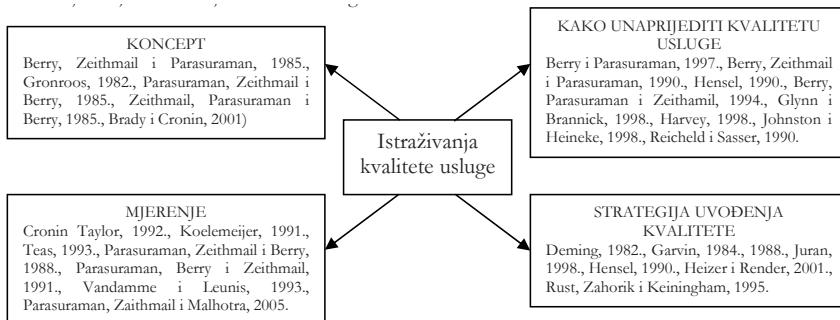 KONCEPT
Berry, Zeithmail i Parasuraman, 1985.,
Gronroos, 1982., Parasuraman, Zeithmail i
Berry, 1985., Zeithmail, Parasuraman i
Berry, 1985., Brady i Cronin, 2001)
KAKO UNAPRIJEDITI KVALITETU
USLUGE
Berry i Parasuraman, 1997., Berry, Zeithmail
i Parasuraman, 1990., Hensel, 1990., Berry,
Parasuraman i Zeithamil, 1994., Glynn i
Brannick, 1998., Harvey, 1998., Johnston i
Heineke, 1998., Reicheld i Sasser, 1990.
Istraživanja
kvalitete usluge
MJERENJE
Cronin Taylor, 1992., Koelemeijer, 1991.,
Teas, 1993., Parasuraman, Zeithmail i Berry,
1988., Parasuraman, Berry i Zeithmail,
1991., Vandamme i Leunis, 1993.,
Parasuraman, Zaithmail i Malhotra, 2005.
STRATEGIJA UVOĐENJA
KVALITETE
Deming, 1982., Garvin, 1984., 1988., Juran,
1998., Hensel, 1990., Heizer i Render, 2001.,
Rust, Zahorik i Keiningham, 1995.